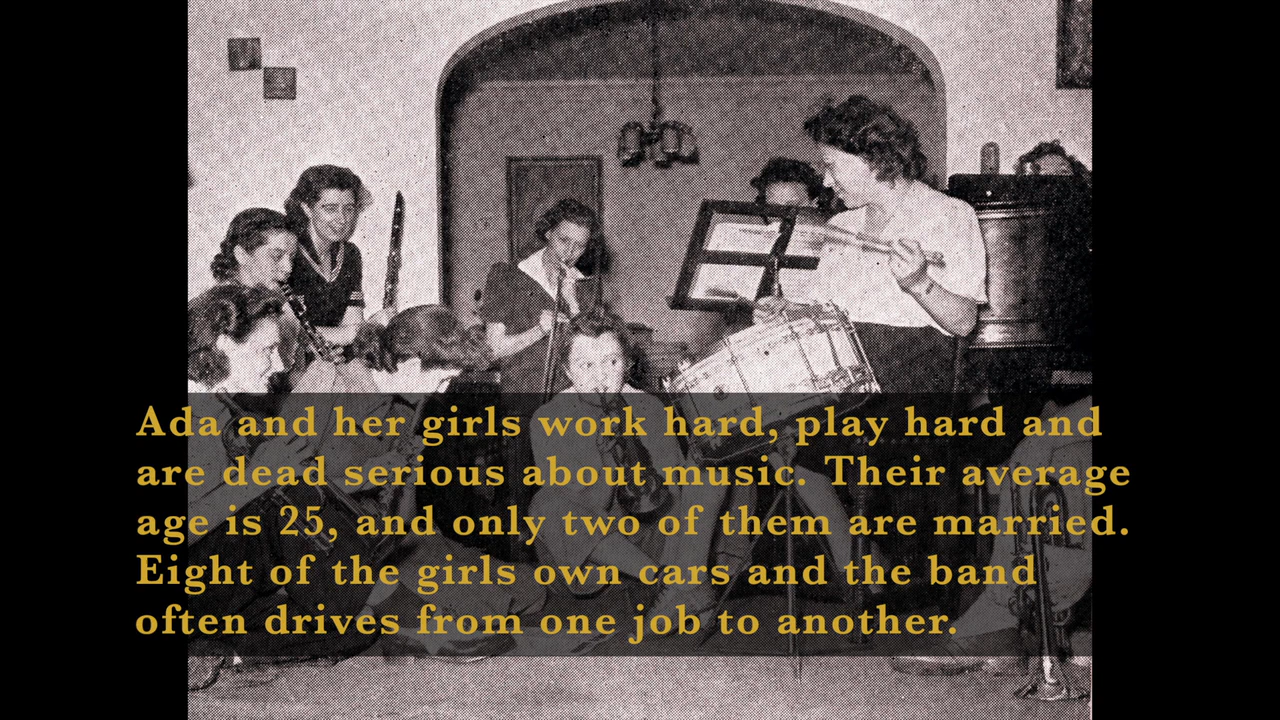 Ada and her girls work hard, play hard and
are dead serious about music. Their average
age is 25, and only two of them are married.
Eight of the girls own cars and the band
often drives from one job to another.